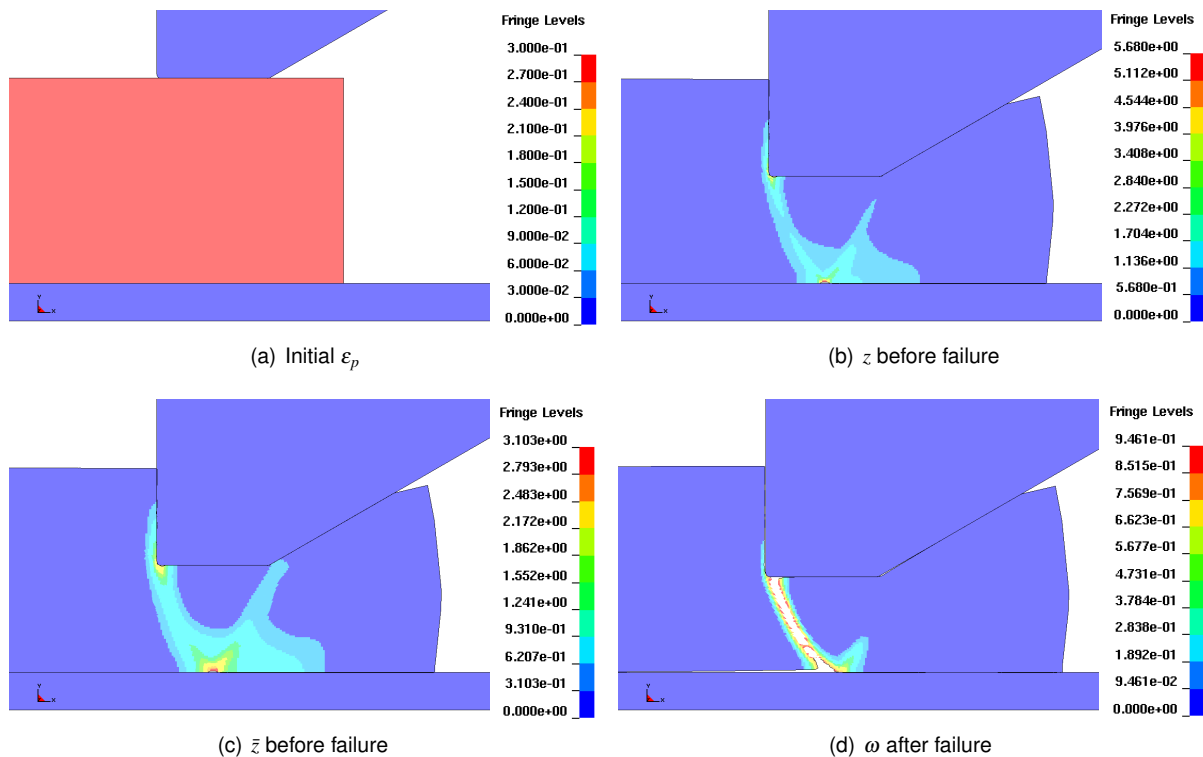 Fringe Levels
3.000e-01
2.700e-01
2.400e-01
2.100e-01
1.800e-01
1.500e-01
1.200e-01
9.000e-02
6.000e-02
3.000e-02
0.000e+00
Y
X
(a) Initial εp
Fringe Levels
5.680e+00
5.112e+00
4.544e+00
3.976e+00
3.408e+00
2.840e+00
2.272e+00
1.704e+00
1.136e+00
5.680e-01
0.000e+00
Y
X
(b) z before failure
Fringe Levels
3.103e+00
2.793e+00
2.483e+00
2.172e+00
1.862e+00
1.552e+00
1.241e+00
9.310e-01
6.207e-01
3.103e-01
0.000e+00
Y
X
(c) z̄ before failure
Fringe Levels
9.461e-01
8.515e-01
7.569e-01
6.623e-01
5.677e-01
4.731e-01
3.784e-01
2.838e-01
1.892e-01
9.461e-02
0.000e+00
Y
X
(d) ω after failure